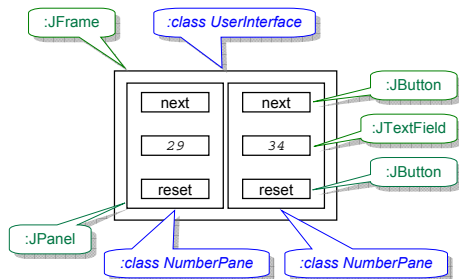 :JFrame
:class UserInterface
next
next
:JButton
29
34
:JTextField
reset
reset
:JButton
:JPanel
:class NumberPane
:class NumberPane